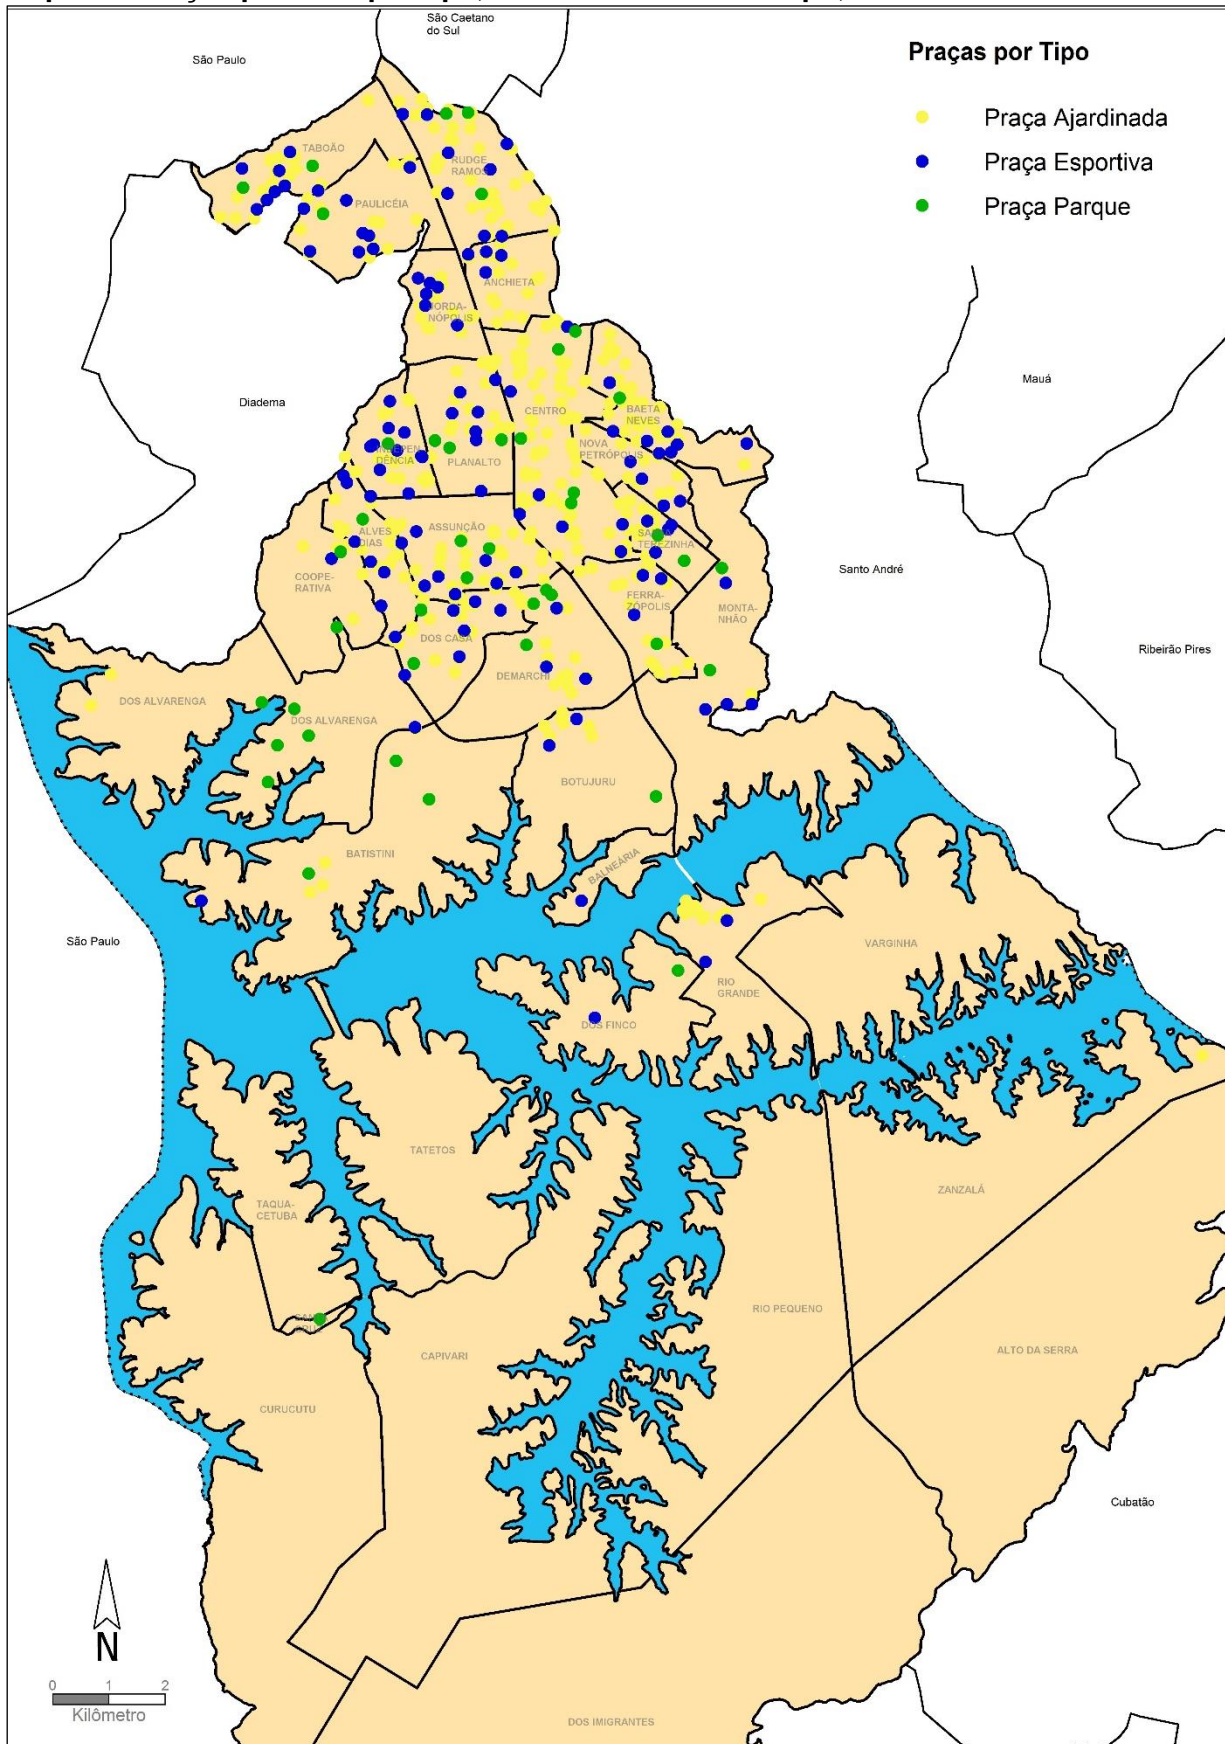 São Caetano
do Sul
São Paulo
Praças por Tipo
Praça Ajardinada
Praça Esportiva
Praça Parque
TABOÃO
RUDGE
RAMOS
PAULICÉIA
ANCHIETA
JORDA-
NÓPOLIS
Mauá
Diadema
CENTRO
BAETA
NEVES
NOVA
PETRÓPOLIS
INDEPEN-
DÊNCIA
PLANALTO
ASSUNÇÃO
ALVES
DIAS
TEREZINHA
Santo André
COOPE-
RATIVA
FERRA-
ZÓPOLIS
MONTA-
NHÃO
DOS CASA
Ribeirão Pires
DEMARCHI
DOS ALVARENGA
DOS ALVARENGA
BOTUJURU
BATISTINI
BALNEÁRIA
São Paulo
VARGINHA
RIO
GRANDE
DOS FINCO
TATETOS
ZANZALÁ
TAQUA-
CETUBA
RIO PEQUENO
CAPIVARI
ALTO DA SERRA
CURUCUTU
Cubatão
N
0 1 2
Kilômetro
DOS IMIGRANTES